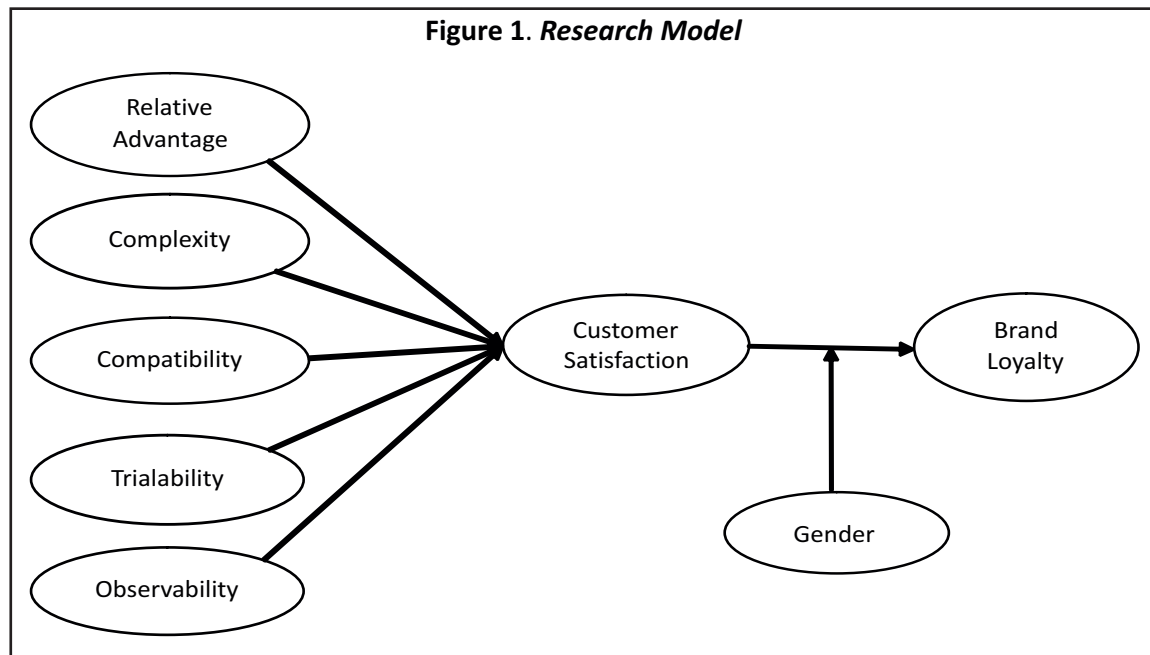 Figure 1. Research Model
Relative
Advantage
Complexity
Compatibility
Trialability
Observability
Customer
Satisfaction
Brand
Loyalty
Gender